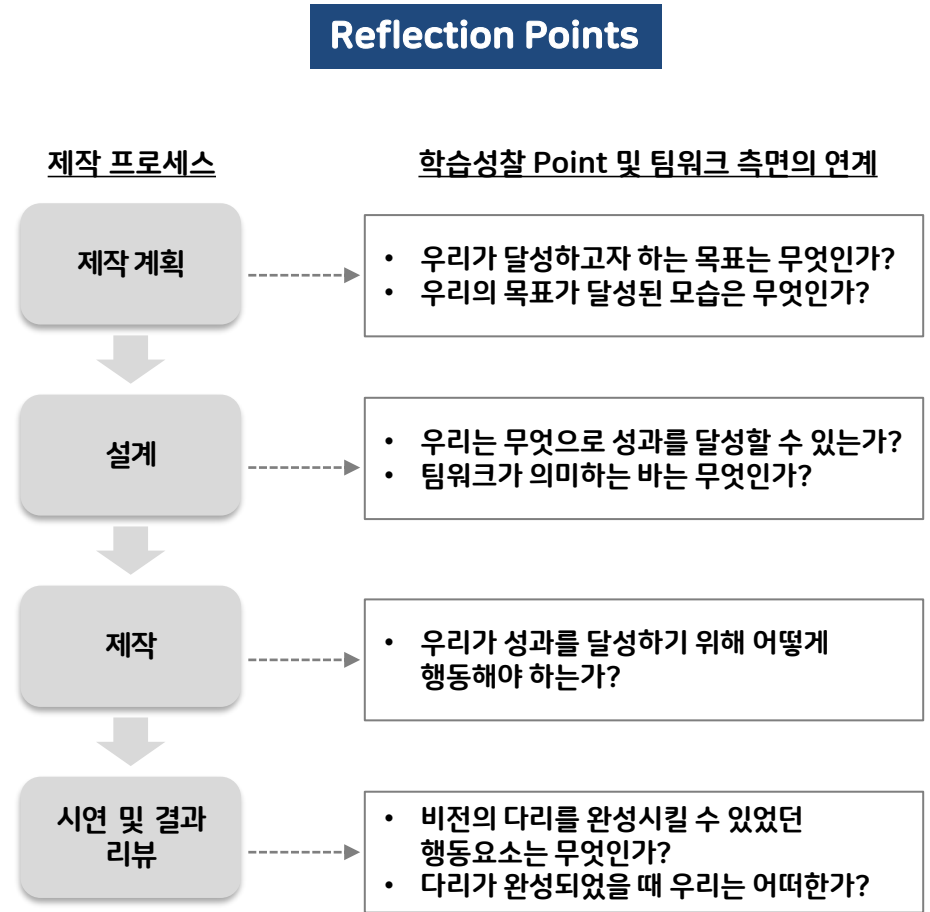 Reflection Points
제작 프로세스
학습성찰 Point 및 팀워크 측면의 연계
제작 계획
• 우리가 달성하고자 하는 목표는 무엇인가?
• 우리의 목표가 달성된 모습은 무엇인가?
설계
• 우리는 무엇으로 성과를 달성할 수 있는가?
• 팀워크가 의미하는 바는 무엇인가?
제작
• 우리가 성과를 달성하기 위해 어떻게
행동해야 하는가?
시연 및 결과
리뷰
• 비전의 다리를 완성시킬 수 있었던
행동요소는 무엇인가?
• 다리가 완성되었을 때 우리는 어떠한가?